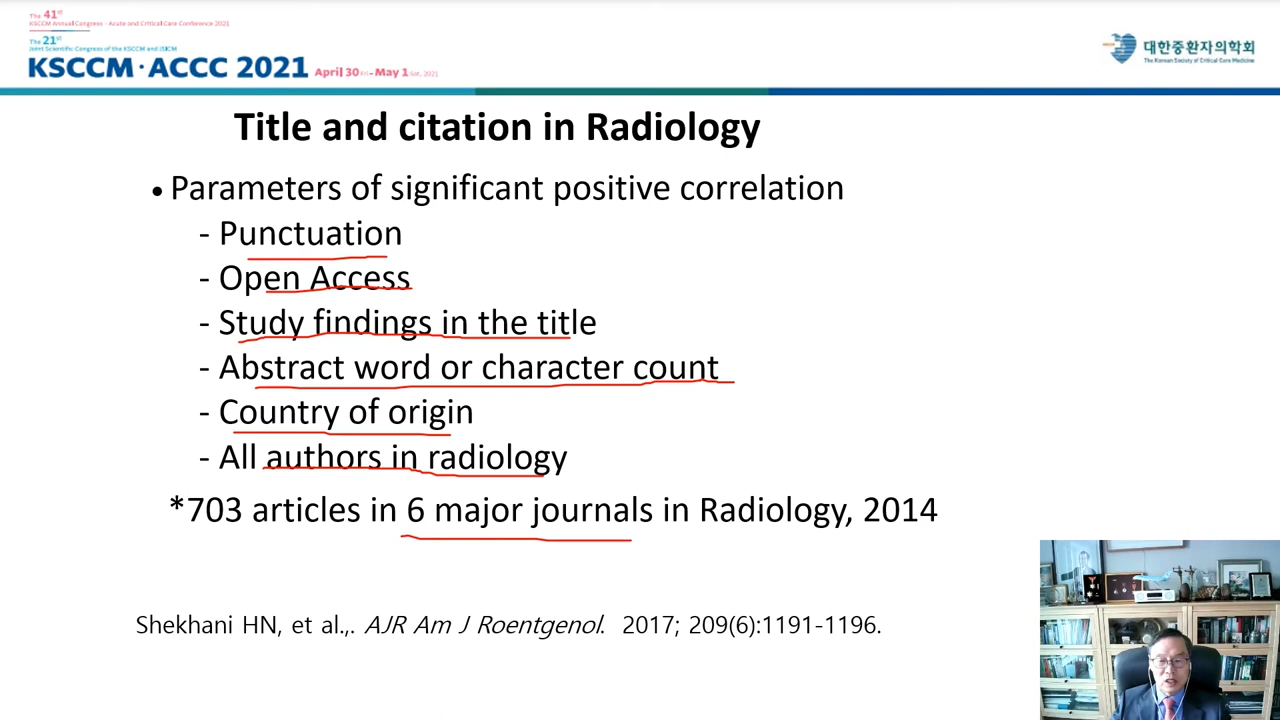 The 41st
KSCCM Annual Congress · Acute and Critical Care Conference 2021
The 21st
Joint Scientific Congress of the KSCCM and JSICM
KSCCM · ACCC 2021 April 30 Fri - May 1 Sat, 2021
대한중환자의학회
The Korean Society of Critical Care Medicine
Title and citation in Radiology
• Parameters of significant positive correlation
- Punctuation
- Open Access
- Study findings in the title
- Abstract word or character count
- Country of origin
- All authors in radiology
*703 articles in 6 major journals in Radiology, 2014
Shekhani HN, et al.,. AJR Am J Roentgenol. 2017; 209(6):1191-1196.